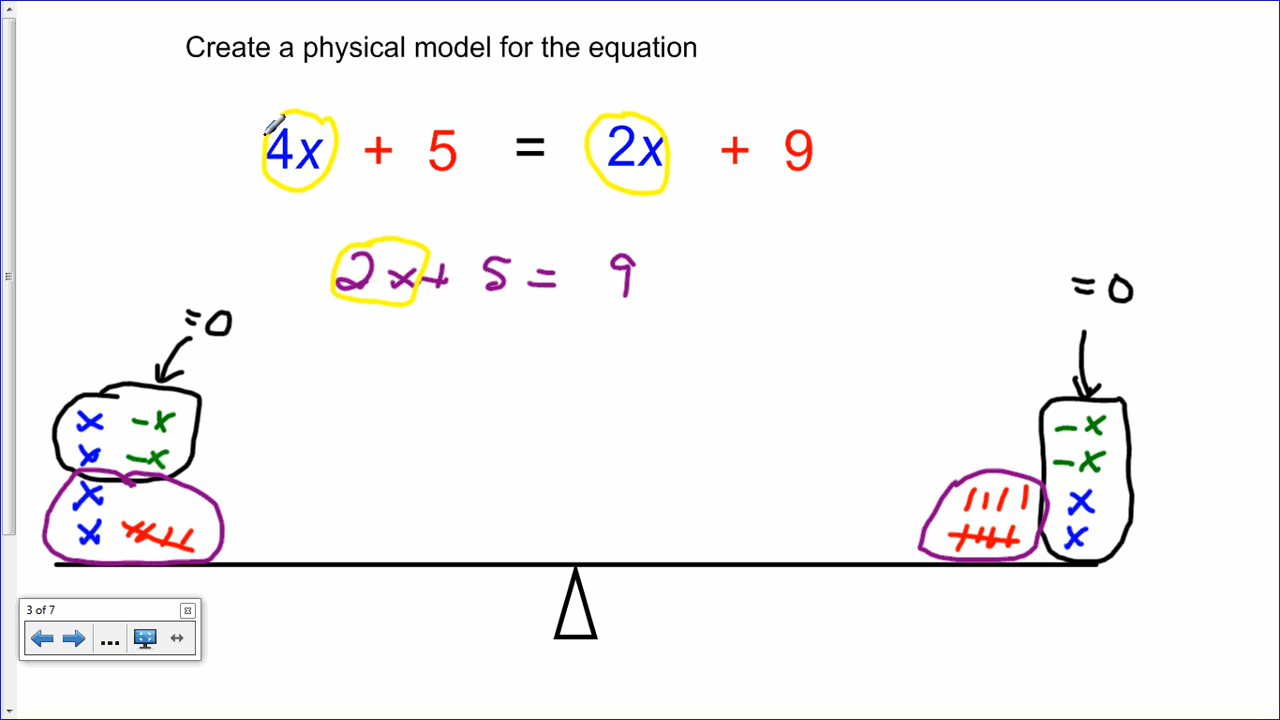 Create a physical model for the equation
4x + 5 = 2x + 9
2x + 5 = 9
= 0
= 0
x -x
x -x
x
x
-x
-x
x
x
3 of 7
...